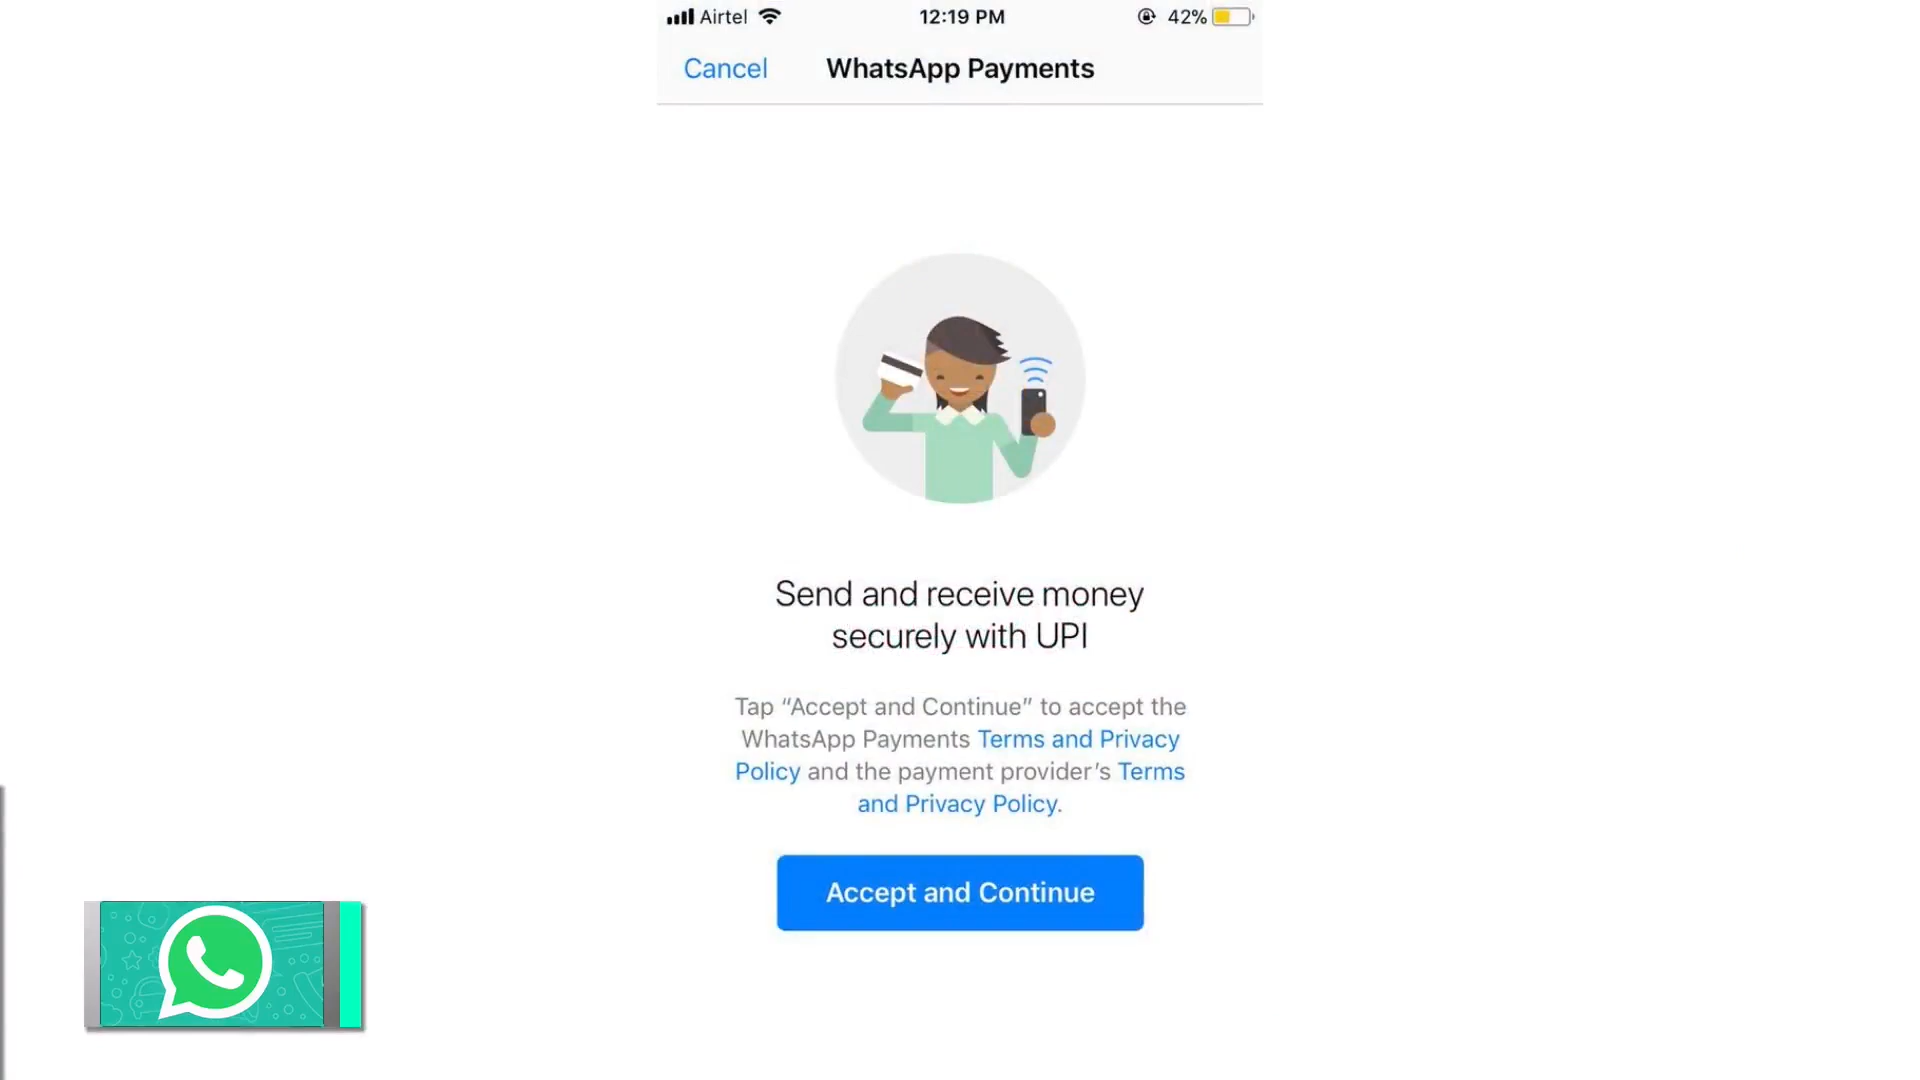 Airtel 12:19 PM 42%
Cancel WhatsApp Payments
Send and receive money
securely with UPI
Tap “Accept and Continue” to accept the
WhatsApp Payments Terms and Privacy
Policy and the payment provider’s Terms
and Privacy Policy.
Accept and Continue